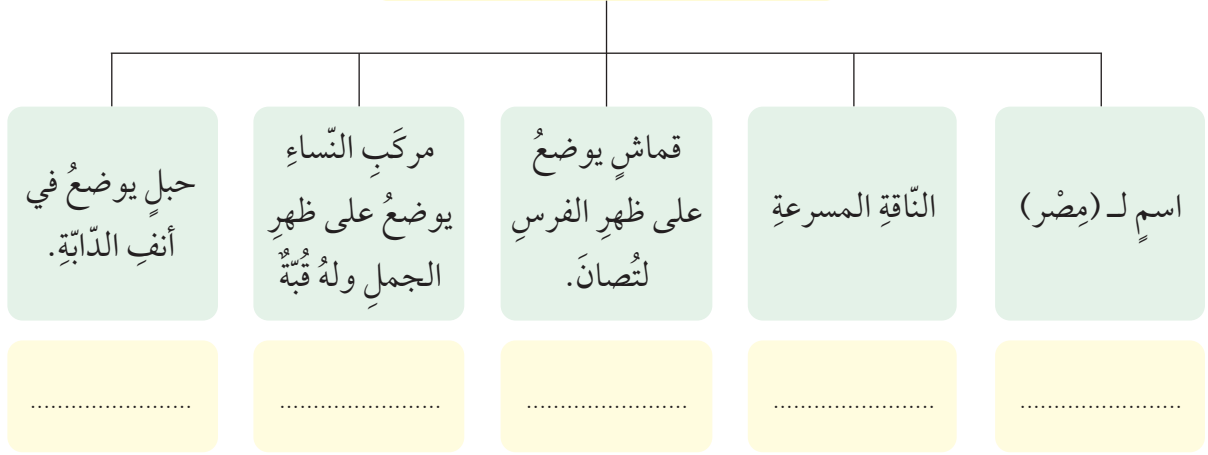 اسمٍ لـ (مِصْر)
النّاقةِ المسرعةِ
قماشٍ يوضعُ
على ظهرِ الفرسِ
لتُصانَ.
مركَبِ النّساءِ
يوضعُ على ظهرِ
الجملِ ولهُ قُبّةٌ
حبلٍ يوضعُ في
أنفِ الدّابّةِ.
........................
........................
........................
........................
........................